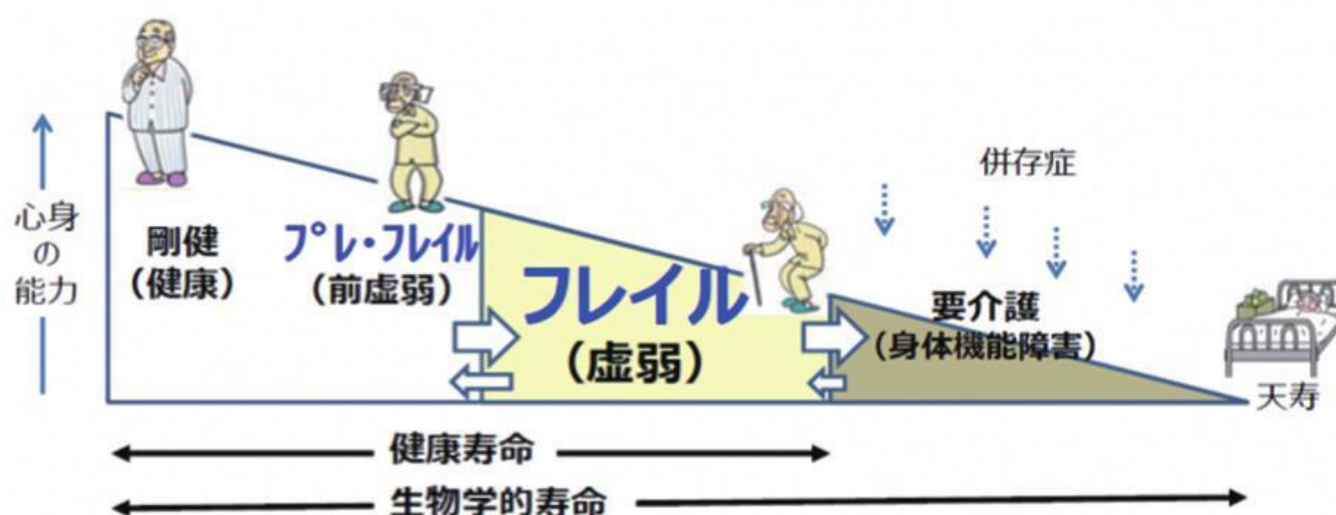 心身
の
能力
剛健
(健康)
プレ・フレイル
(前虚弱)
フレイル
(虚弱)
併存症
要介護
(身体機能障害)
天寿
健康寿命
生物学的寿命